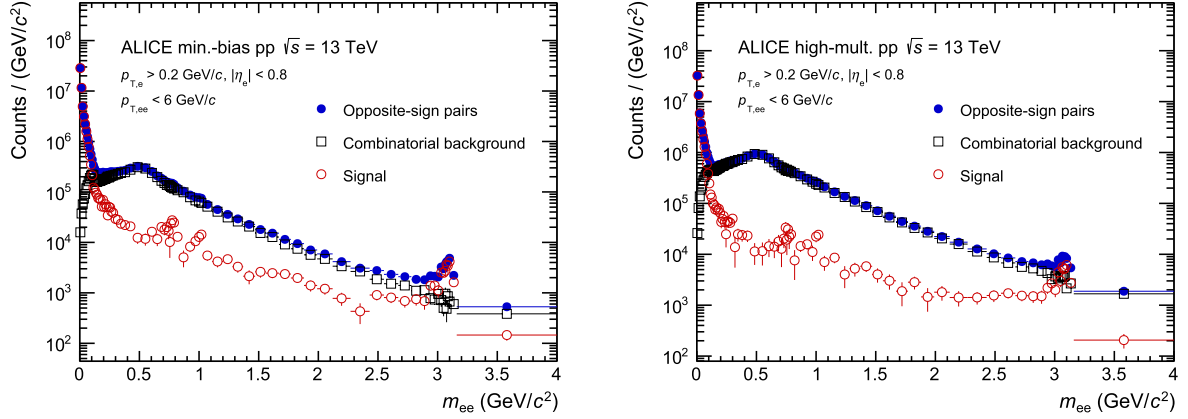 Counts / (GeV/c²)
10⁸
10⁷
10⁶
10⁵
10⁴
10³
10²
ALICE min.-bias pp √s = 13 TeV
p_T,e > 0.2 GeV/c, |η_e| < 0.8
p_T,ee < 6 GeV/c
Opposite-sign pairs
Combinatorial background
Signal
0 0.5 1 1.5 2 2.5 3 3.5 4
m_ee (GeV/c²)
Counts / (GeV/c²)
10⁸
10⁷
10⁶
10⁵
10⁴
10³
10²
ALICE high-mult. pp √s = 13 TeV
p_T,e > 0.2 GeV/c, |η_e| < 0.8
p_T,ee < 6 GeV/c
Opposite-sign pairs
Combinatorial background
Signal
0 0.5 1 1.5 2 2.5 3 3.5 4
m_ee (GeV/c²)